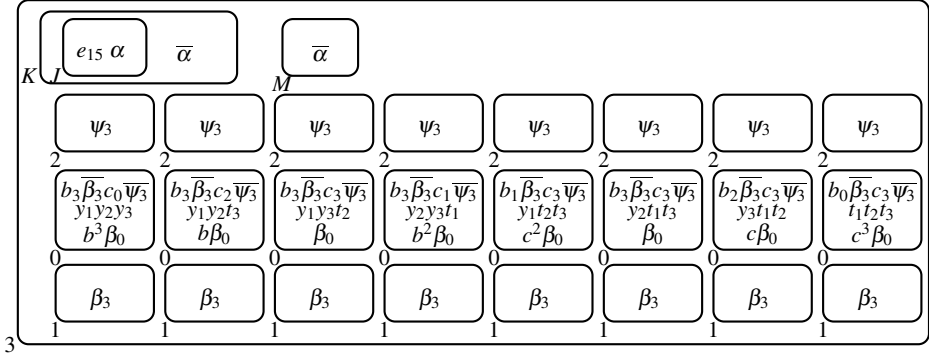 e₁₅ α α̅ α̅
K J M
ψ₃ ψ₃ ψ₃ ψ₃ ψ₃ ψ₃ ψ₃ ψ₃
2 2 2 2 2 2 2 2
b₃β̅₃c₀ψ̅₃ b₃β̅₃c₂ψ̅₃ b₃β̅₃c₃ψ̅₃ b₃β̅₃c₁ψ̅₃ b₁β̅₃c₃ψ̅₃ b₃β̅₃c₃ψ̅₃ b₂β̅₃c₃ψ̅₃ b₀β̅₃c₃ψ̅₃
y₁y₂y₃ y₁y₂t₃ y₁y₃t₂ y₂y₃t₁ y₁t₂t₃ y₂t₁t₃ y₃t₁t₂ t₁t₂t₃
b³β₀ bβ₀ β₀ b²β₀ c²β₀ β₀ cβ₀ c³β₀
0 0 0 0 0 0 0 0
β₃ β₃ β₃ β₃ β₃ β₃ β₃ β₃
1 1 1 1 1 1 1 1
3